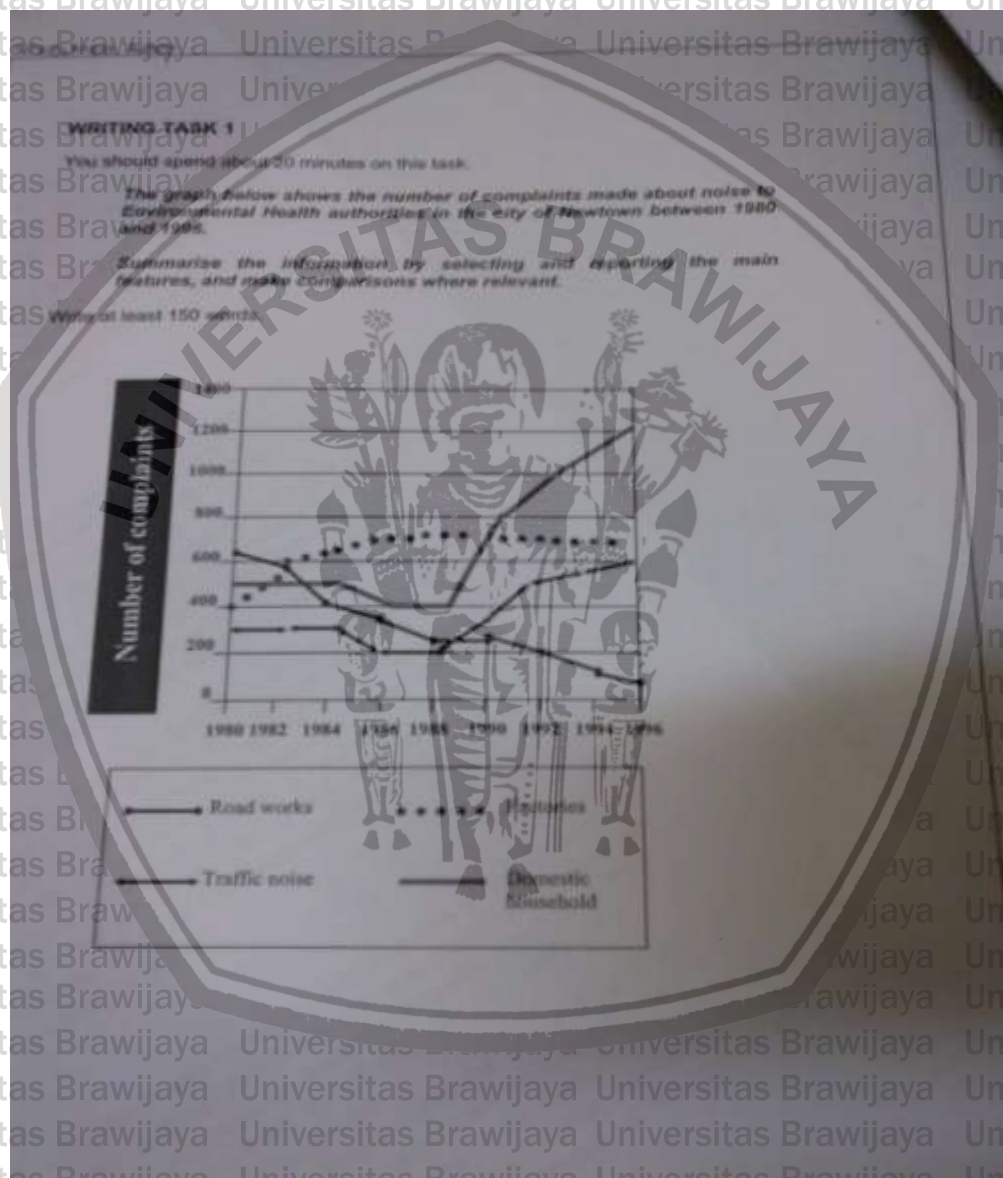 WRITING TASK 1
You should spend about 20 minutes on this task.
The graph below shows the number of complaints made about noise to
Environmental Health authorities in the city of Newtown between 1980
and 1996.
Summarise the information by selecting and reporting the main
features, and make comparisons where relevant.
Write at least 150 words.
Number of complaints
1400
1200
1000
800
600
400
200
0
1980 1982 1984 1986 1988 1990 1992 1994 1996
Road works Factories
Traffic noise Domestic
household
UNIVERSITAS BRAWIJAYA
Universitas Brawijaya